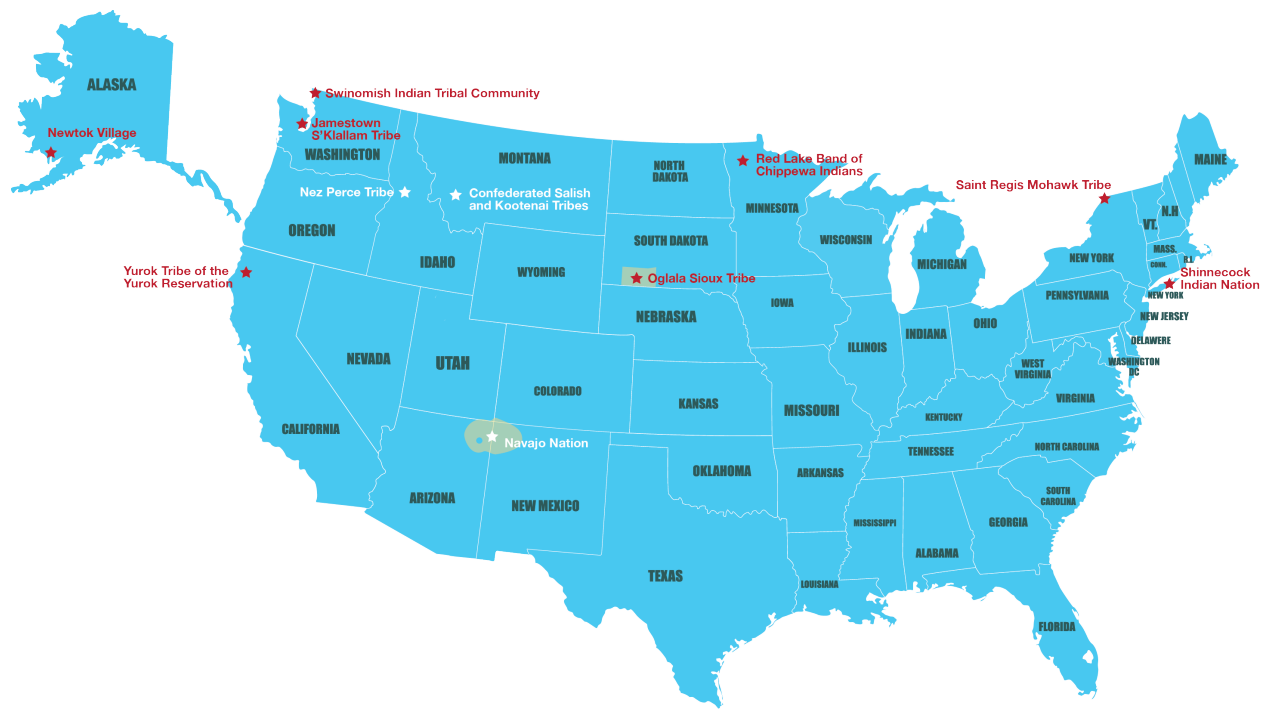 ALASKA
Newtok Village
Swinomish Indian Tribal Community
Jamestown
S'Klallam Tribe
WASHINGTON
MONTANA
NORTH
DAKOTA
Red Lake Band of
Chippewa Indians
MAINE
Nez Perce Tribe
Confederated Salish
and Kootenai Tribes
Saint Regis Mohawk Tribe
MINNESOTA
N.H
VT.
OREGON
SOUTH DAKOTA
WISCONSIN
MASS.
NEW YORK
R.I.
CONN.
IDAHO
MICHIGAN
Yurok Tribe of the
Yurok Reservation
WYOMING
Oglala Sioux Tribe
Shinnecock
Indian Nation
PENNSYLVANIA
NEW YORK
IOWA
NEBRASKA
NEW JERSEY
OHIO
INDIANA
ILLINOIS
DELAWERE
NEVADA
UTAH
WEST
VIRGINIA
WASHINGTON
DC
COLORADO
KANSAS
MISSOURI
VIRGINIA
KENTUCKY
CALIFORNIA
Navajo Nation
NORTH CAROLINA
TENNESSEE
OKLAHOMA
ARKANSAS
ARIZONA
NEW MEXICO
SOUTH
CAROLINA
MISSISSIPPI
GEORGIA
ALABAMA
TEXAS
LOUISIANA
FLORIDA